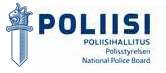 POLIISI
POLIISIHALLITUS
Polisstyrelsen
National Police Board